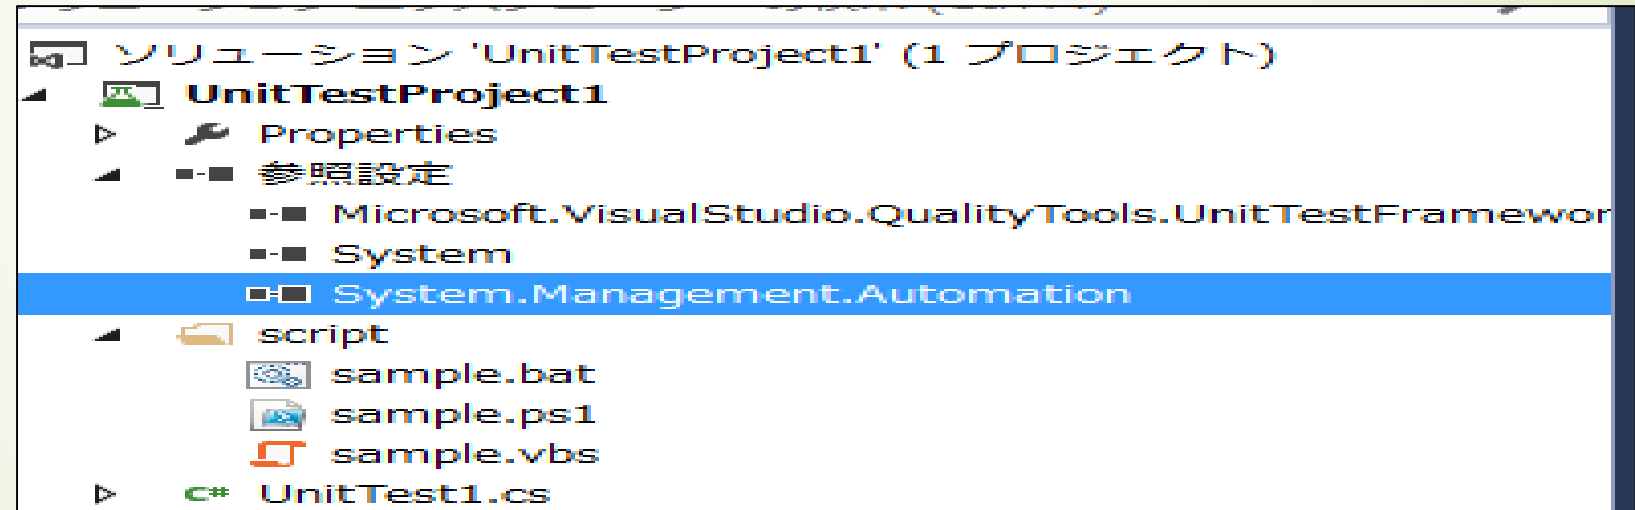 ソリューション 'UnitTestProject1' (1 プロジェクト)
UnitTestProject1
Properties
参照設定
Microsoft.VisualStudio.QualityTools.UnitTestFramewor
System
System.Management.Automation
script
sample.bat
sample.ps1
sample.vbs
C# UnitTest1.cs